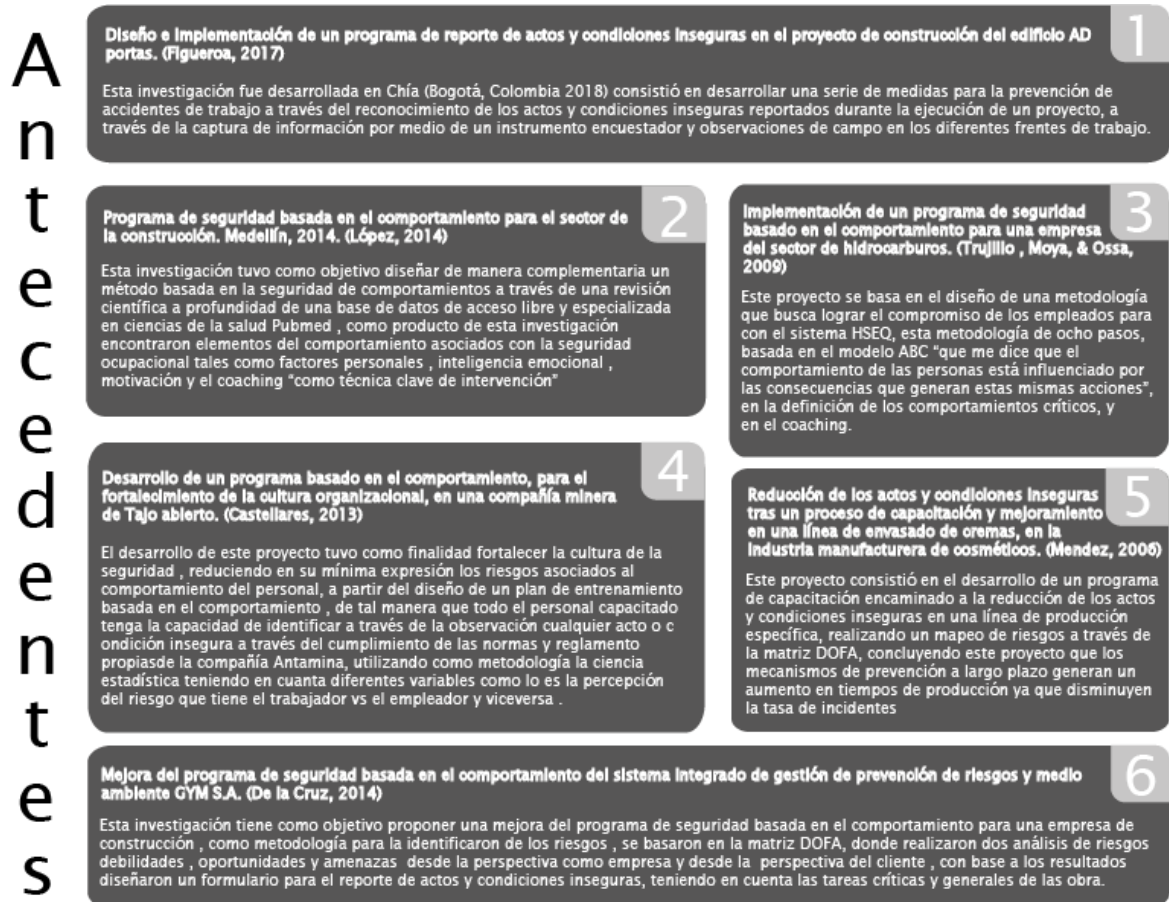 Antecedentes
1
Diseño e implementación de un programa de reporte de actos y condiciones inseguras en el proyecto de construcción del edificio AD
portas. (Figueroa, 2017)
Esta investigación fue desarrollada en Chía (Bogotá, Colombia 2018) consistió en desarrollar una serie de medidas para la prevención de
accidentes de trabajo a través del reconocimiento de los actos y condiciones inseguras reportados durante la ejecución de un proyecto, a
través de la captura de información por medio de un instrumento encuestador y observaciones de campo en los diferentes frentes de trabajo.
2
Programa de seguridad basada en el comportamiento para el sector de
la construcción. Medellín, 2014. (López, 2014)
Esta investigación tuvo como objetivo diseñar de manera complementaria un
método basada en la seguridad de comportamientos a través de una revisión
científica a profundidad de una base de datos de acceso libre y especializada
en ciencias de la salud Pubmed , como producto de esta investigación
encontraron elementos del comportamiento asociados con la seguridad
ocupacional tales como factores personales , inteligencia emocional ,
motivación y el coaching “como técnica clave de intervención”
3
Implementación de un programa de seguridad
basado en el comportamiento para una empresa
del sector de hidrocarburos. (Trujillo , Moya, & Ossa,
2009)
Este proyecto se basa en el diseño de una metodología
que busca lograr el compromiso de los empleados para
con el sistema HSEQ, esta metodología de ocho pasos,
basada en el modelo ABC “que me dice que el
comportamiento de las personas está influenciado por
las consecuencias que generan estas mismas acciones”,
en la definición de los comportamientos críticos, y
en el coaching.
4
Desarrollo de un programa basado en el comportamiento, para el
fortalecimiento de la cultura organizacional, en una compañía minera
de Tajo abierto. (Castellares, 2013)
El desarrollo de este proyecto tuvo como finalidad fortalecer la cultura de la
seguridad , reduciendo en su mínima expresión los riesgos asociados al
comportamiento del personal, a partir del diseño de un plan de entrenamiento
basada en el comportamiento , de tal manera que todo el personal capacitado
tenga la capacidad de identificar a través de la observación cualquier acto o c
ondición insegura a través del cumplimiento de las normas y reglamento
propiasde la compañía Antamina, utilizando como metodología la ciencia
estadística teniendo en cuanta diferentes variables como lo es la percepción
del riesgo que tiene el trabajador vs el empleador y viceversa .
5
Reducción de los actos y condiciones inseguras
tras un proceso de capacitación y mejoramiento
en una línea de envasado de cremas, en la
industria manufacturera de cosméticos. (Mendez, 2006)
Este proyecto consistió en el desarrollo de un programa
de capacitación encaminado a la reducción de los actos
y condiciones inseguras en una línea de producción
específica, realizando un mapeo de riesgos a través de
la matriz DOFA, concluyendo este proyecto que los
mecanismos de prevención a largo plazo generan un
aumento en tiempos de producción ya que disminuyen
la tasa de incidentes
6
Mejora del programa de seguridad basada en el comportamiento del sistema integrado de gestión de prevención de riesgos y medio
ambiente GYM S.A. (De la Cruz, 2014)
Esta investigación tiene como objetivo proponer una mejora del programa de seguridad basada en el comportamiento para una empresa de
construcción , como metodología para la identificaron de los riesgos , se basaron en la matriz DOFA, donde realizaron dos análisis de riesgos
debilidades , oportunidades y amenazas desde la perspectiva como empresa y desde la perspectiva del cliente , con base a los resultados
diseñaron un formulario para el reporte de actos y condiciones inseguras, teniendo en cuenta las tareas críticas y generales de las obra.